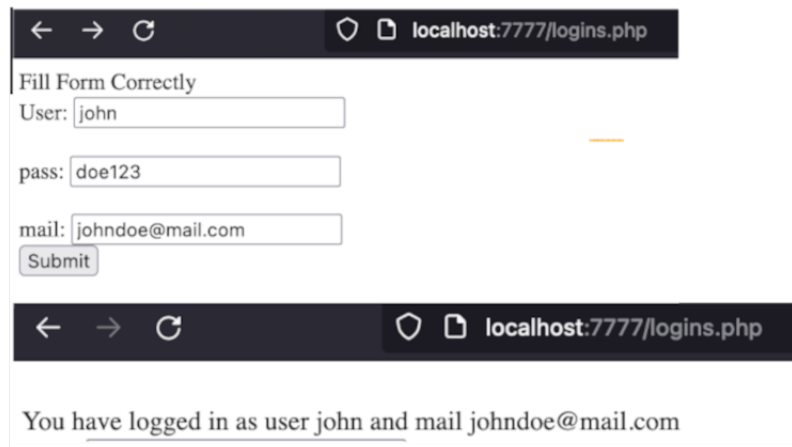 localhost:7777/logins.php
Fill Form Correctly
User: john
pass: doe123
mail: johndoe@mail.com
Submit
localhost:7777/logins.php
You have logged in as user john and mail johndoe@mail.com